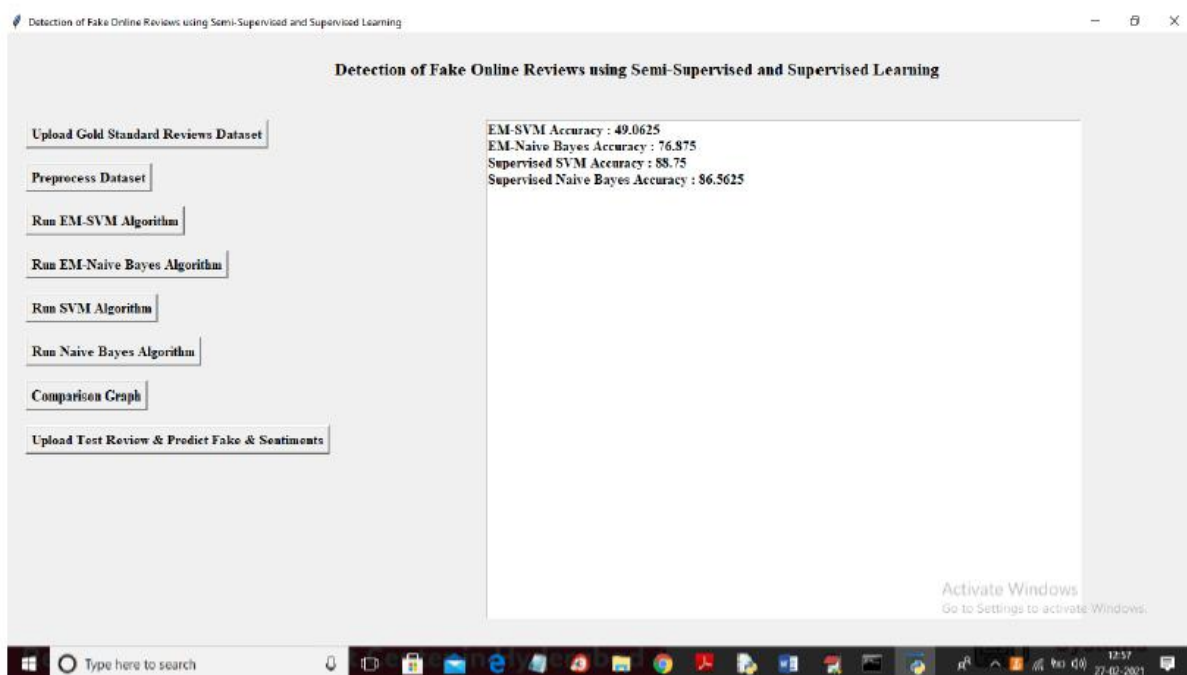 Detection of Fake Online Reviews using Semi-Supervised and Supervised Learning
Detection of Fake Online Reviews using Semi-Supervised and Supervised Learning
Upload Gold Standard Reviews Dataset
Preprocess Dataset
Run EM-SVM Algorithm
Run EM-Naive Bayes Algorithm
Run SVM Algorithm
Run Naive Bayes Algorithm
Comparison Graph
Upload Test Review & Predict Fake & Sentiments
EM-SVM Accuracy : 49.0625
EM-Naive Bayes Accuracy : 76.875
Supervised SVM Accuracy : 88.75
Supervised Naive Bayes Accuracy : 86.5625
Activate Windows
Go to Settings to activate Windows.
Type here to search
12:57
27-02-2021